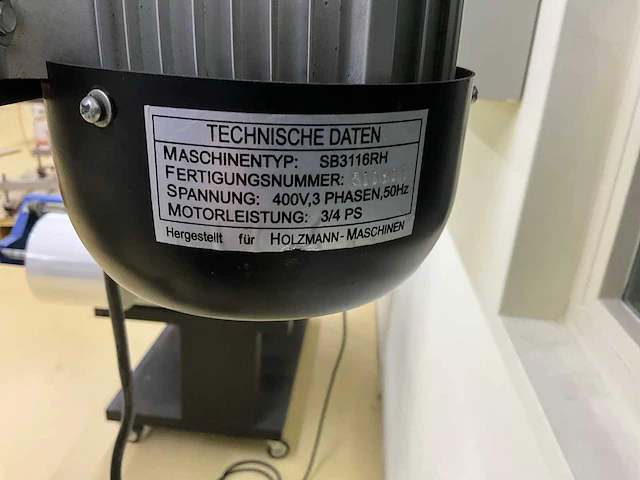 TECHNISCHE DATEN
MASCHINENTYP: SB3116RH
FERTIGUNGSNUMMER:
SPANNUNG: 400V,3 PHASEN,50Hz
MOTORLEISTUNG: 3/4 PS
Hergestellt für HOLZMANN-MASCHINEN